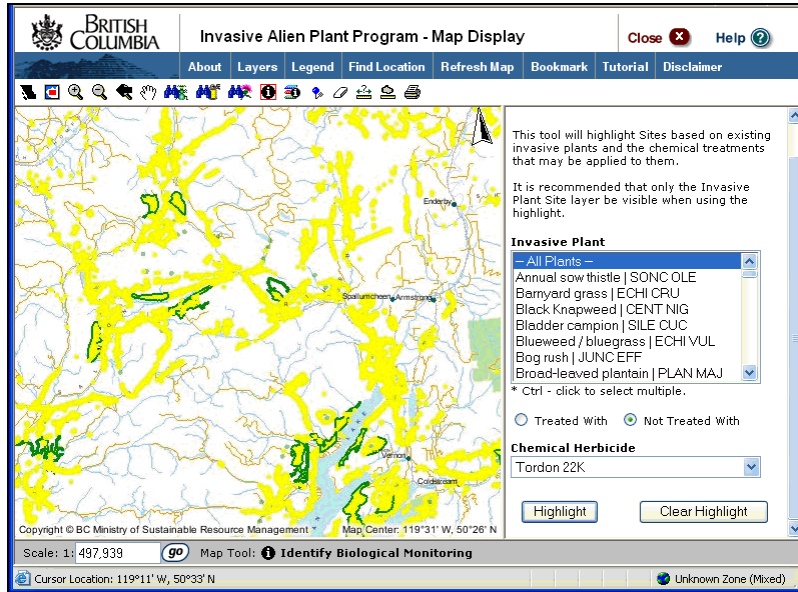 BRITISH
COLUMBIA
Invasive Alien Plant Program - Map Display
Close
Help
About
Layers
Legend
Find Location
Refresh Map
Bookmark
Tutorial
Disclaimer
This tool will highlight Sites based on existing
invasive plants and the chemical treatments
that may be applied to them.
It is recommended that only the Invasive
Plant Site layer be visible when using the
highlight.
Invasive Plant
-- All Plants --
Annual sow thistle | SONC OLE
Barnyard grass | ECHI CRU
Black Knapweed | CENT NIG
Bladder campion | SILE CUC
Blueweed / bluegrass | ECHI VUL
Bog rush | JUNC EFF
Broad-leaved plantain | PLAN MAJ
* Ctrl - click to select multiple.
Treated With
Not Treated With
Chemical Herbicide
Tordon 22K
Highlight
Clear Highlight
Enderby
Spallumcheen
Armstrong
Vernon
Coldstream
Copyright © BC Ministry of Sustainable Resource Management
Map Center: 119°31' W, 50°26' N
Scale: 1: 497,939
go
Map Tool: Identify Biological Monitoring
Cursor Location: 119°11' W, 50°33' N
Unknown Zone (Mixed)